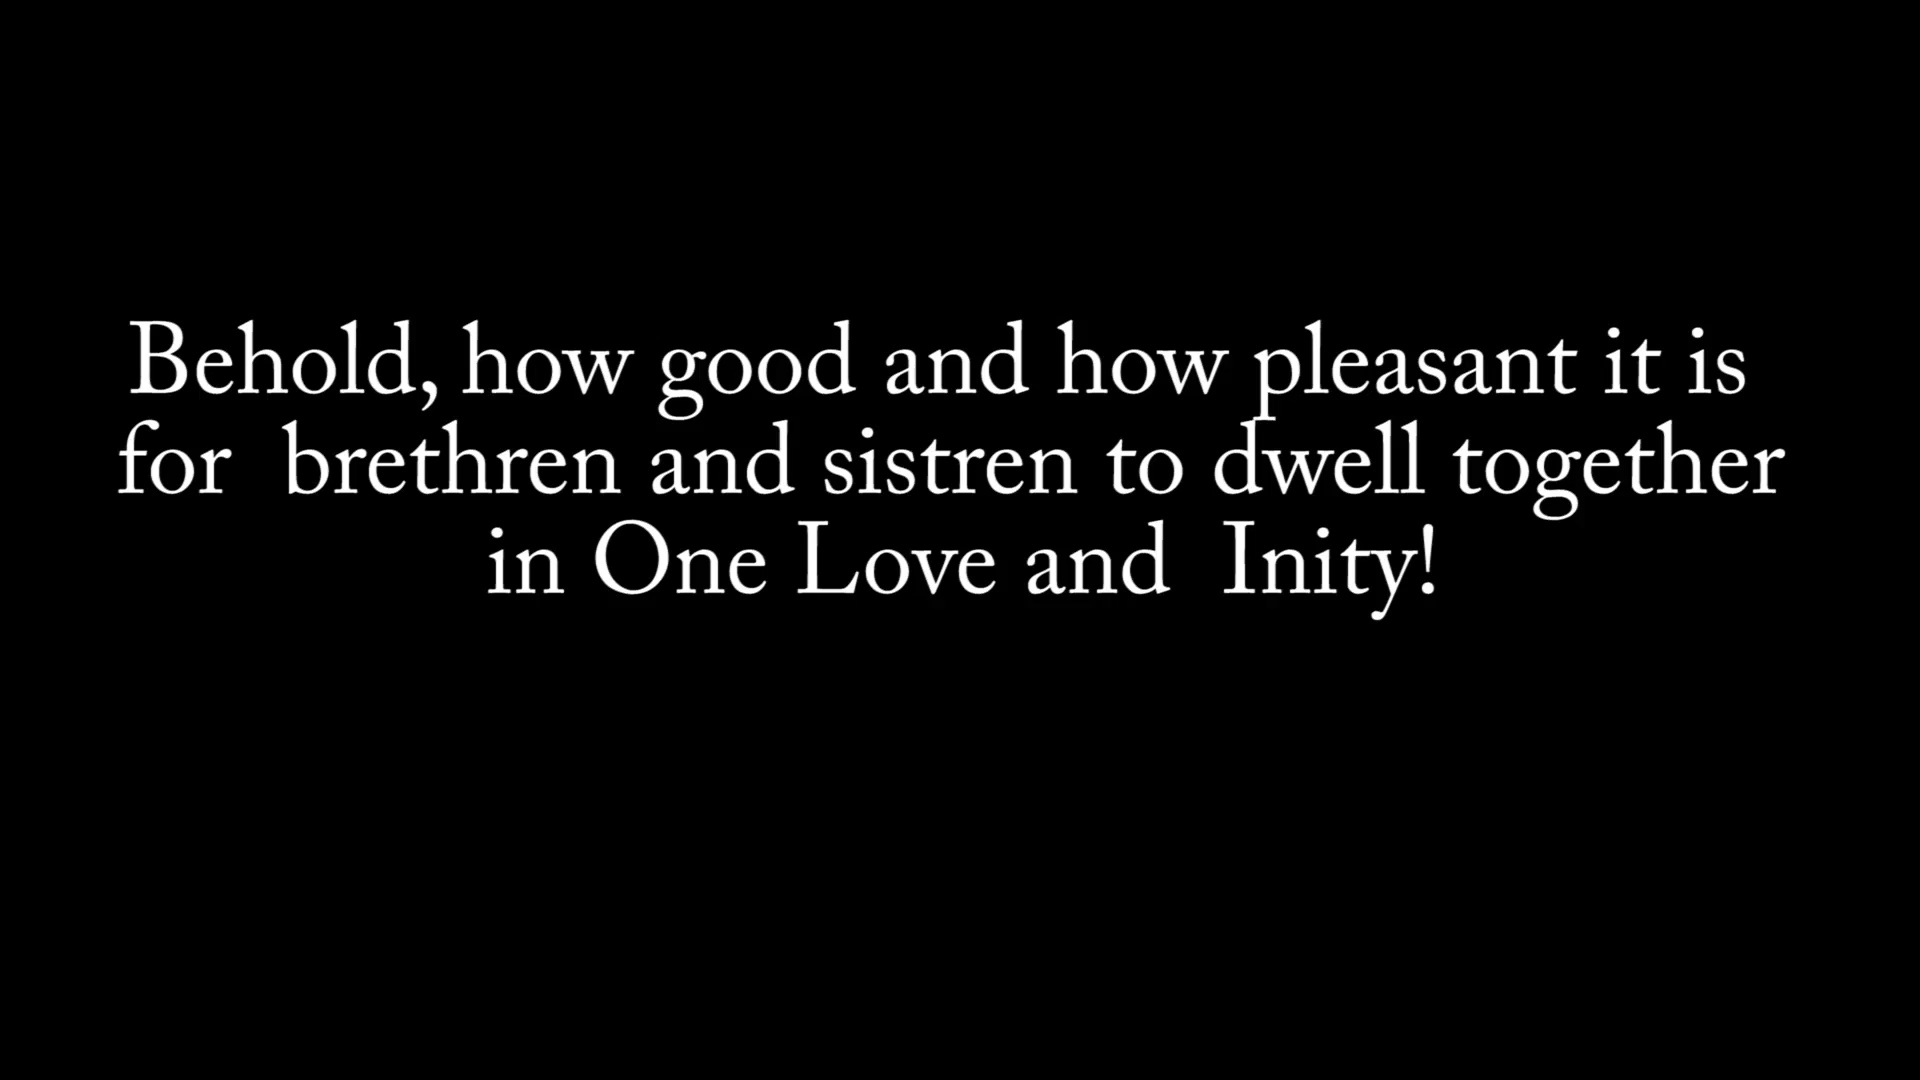 Behold, how good and how pleasant it is
for  brethren and sistren to dwell together
in One Love and  Inity!